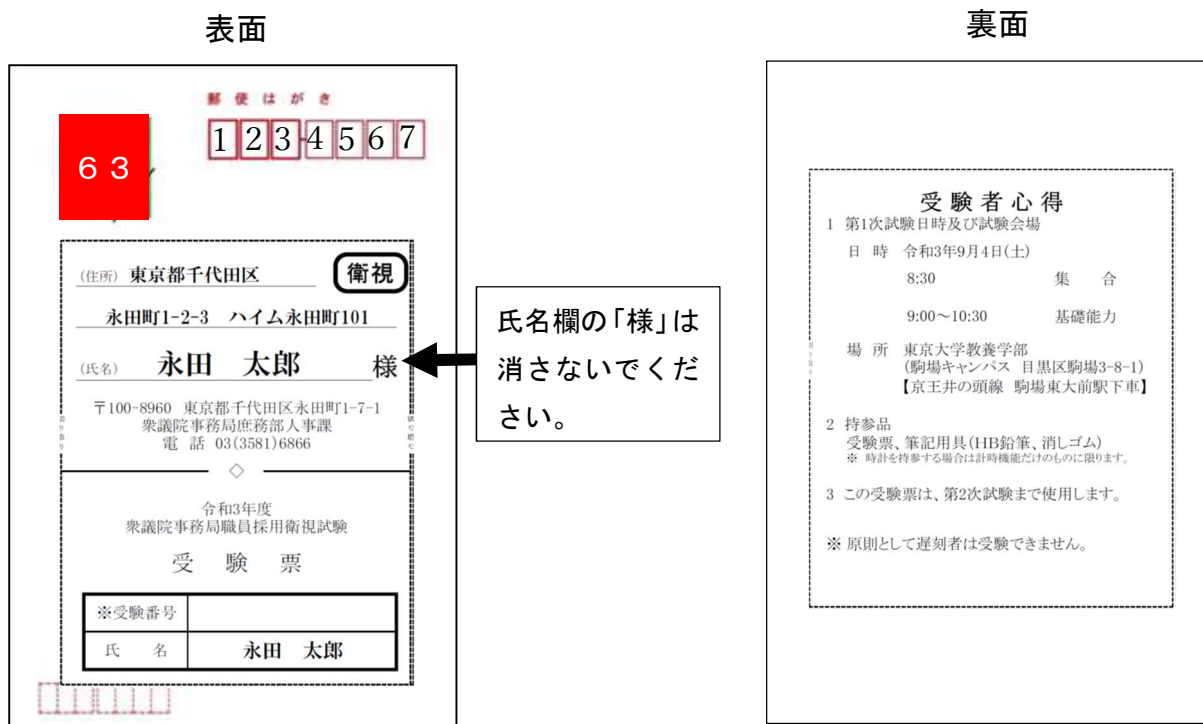 表面
郵便はがき
63
1234567
(住所) 東京都千代田区
衛視
永田町1-2-3 ハイム永田町101
(氏名) 永田 太郎 様
〒100-8960 東京都千代田区永田町1-7-1
衆議院事務局庶務部人事課
電 話 03(3581)6866
令和3年度
衆議院事務局職員採用衛視試験
受 験 票
※受験番号
氏 名 永田 太郎
氏名欄の「様」は
消さないでくだ
さい。
裏面
受験者心得
1 第1次試験日時及び試験会場
日 時 令和3年9月4日(土)
8:30 集 合
9:00~10:30 基礎能力
場 所 東京大学教養学部
(駒場キャンパス 目黒区駒場3-8-1)
【京王井の頭線 駒場東大前駅下車】
2 持参品
受験票、筆記用具(HB鉛筆、消しゴム)
※ 時計を持参する場合は計時機能だけのものに限ります。
3 この受験票は、第2次試験まで使用します。
※ 原則として遅刻者は受験できません。